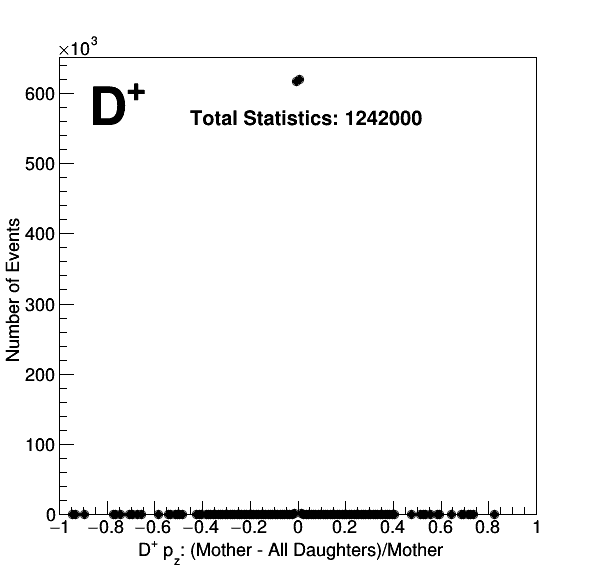 ×10³
D⁺
Total Statistics: 1242000
600
500
400
300
200
100
0
Number of Events
−1 −0.8 −0.6 −0.4 −0.2 0 0.2 0.4 0.6 0.8 1
D⁺ p_z: (Mother - All Daughters)/Mother